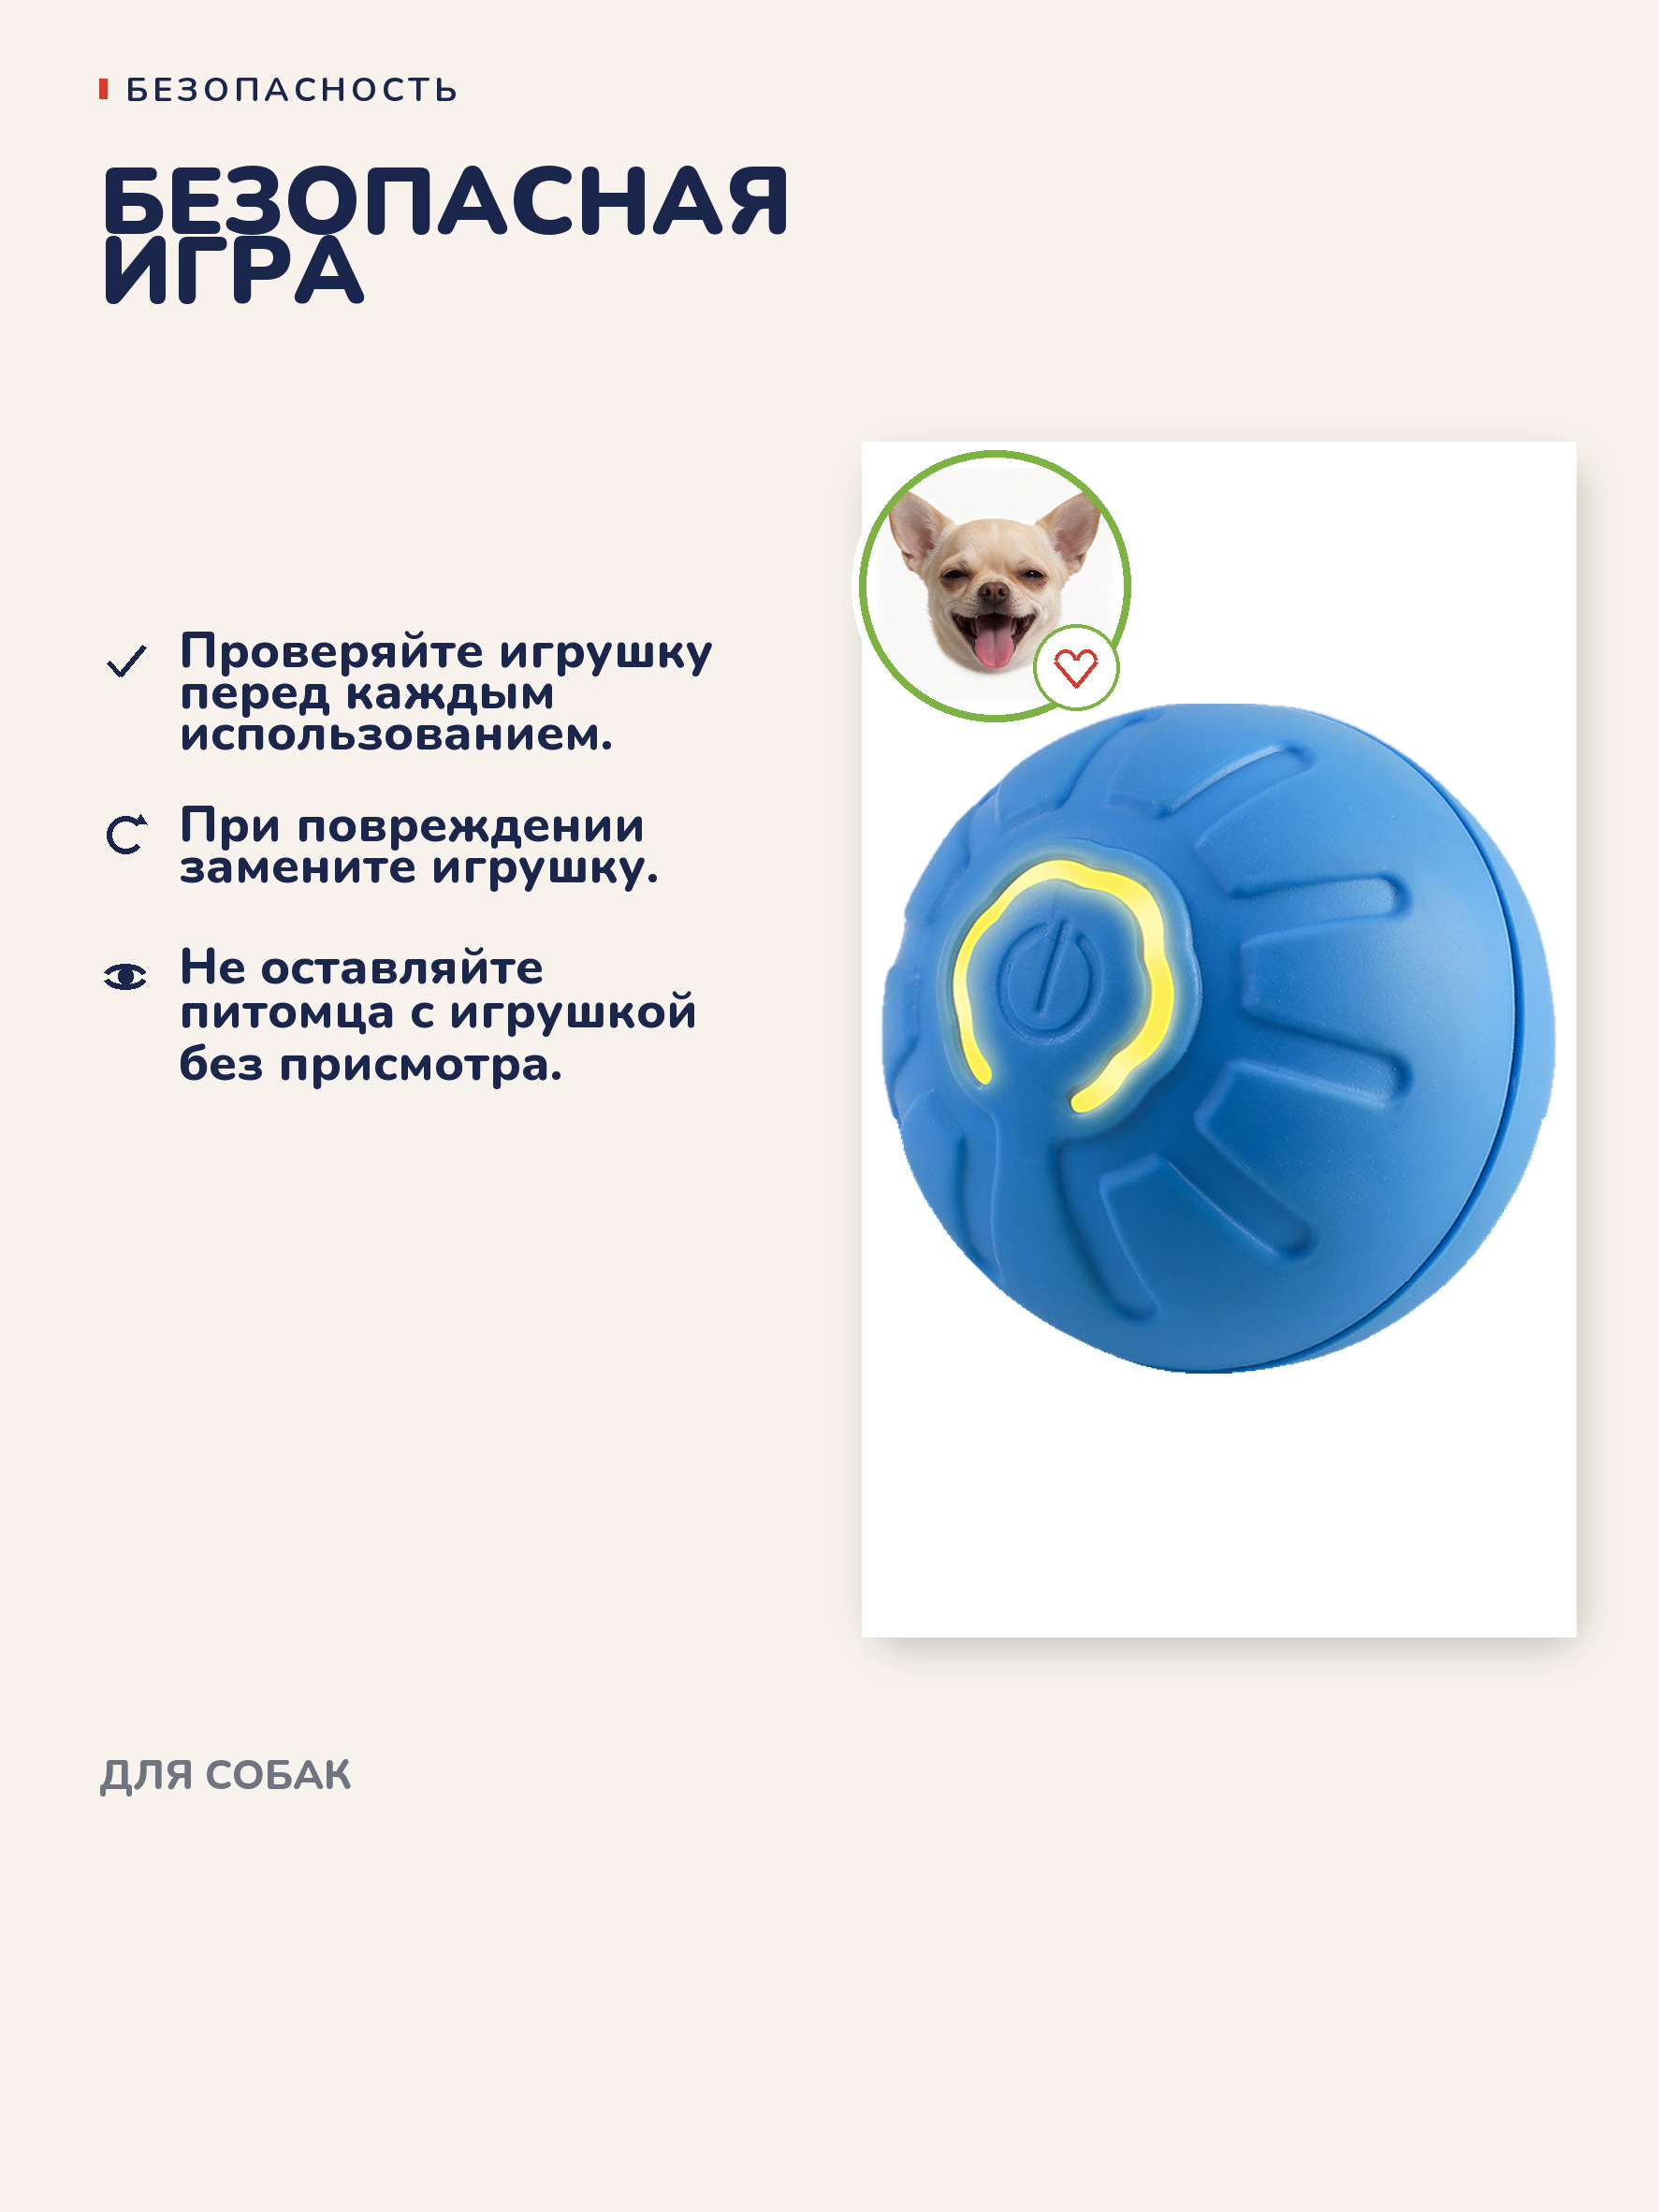 БЕЗОПАСНОСТЬ
БЕЗОПАСНАЯ
ИГРА
Проверяйте игрушку
перед каждым
использованием.
При повреждении
замените игрушку.
Не оставляйте
питомца с игрушкой
без присмотра.
ДЛЯ СОБАК